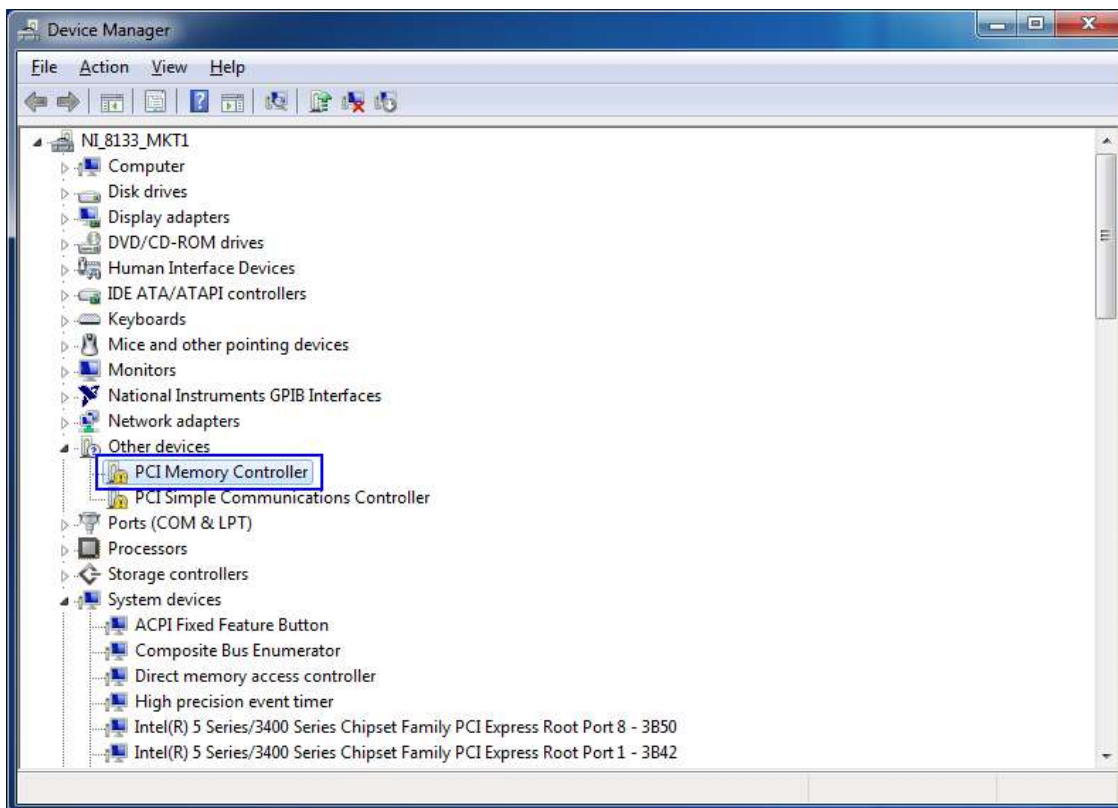 Device Manager
File Action View Help
NI_8133_MKT1
Computer
Disk drives
Display adapters
DVD/CD-ROM drives
Human Interface Devices
IDE ATA/ATAPI controllers
Keyboards
Mice and other pointing devices
Monitors
National Instruments GPIB Interfaces
Network adapters
Other devices
PCI Memory Controller
PCI Simple Communications Controller
Ports (COM & LPT)
Processors
Storage controllers
System devices
ACPI Fixed Feature Button
Composite Bus Enumerator
Direct memory access controller
High precision event timer
Intel(R) 5 Series/3400 Series Chipset Family PCI Express Root Port 8 - 3B50
Intel(R) 5 Series/3400 Series Chipset Family PCI Express Root Port 1 - 3B42